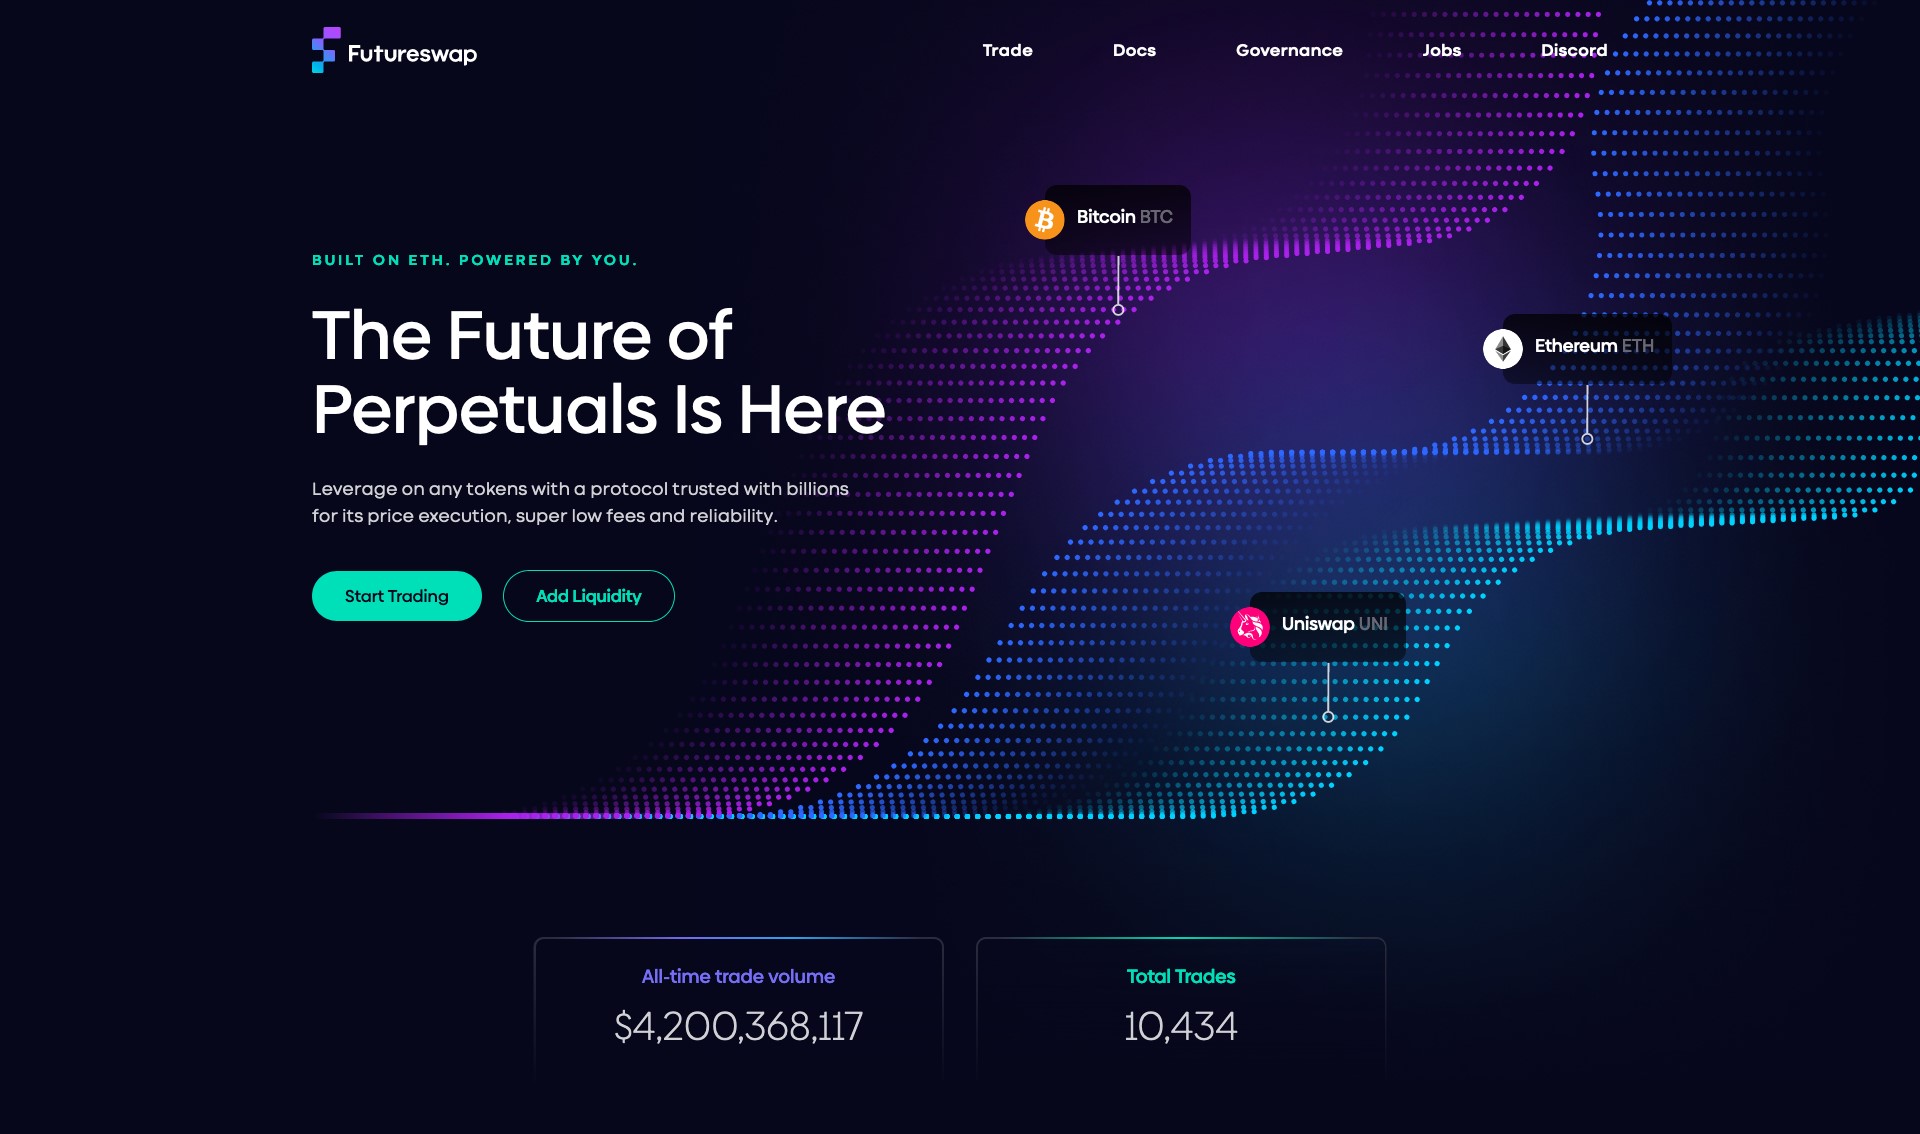 Futureswap
Trade Docs Governance Jobs Discord
Bitcoin BTC
BUILT ON ETH. POWERED BY YOU.
The Future of
Perpetuals Is Here
Ethereum ETH
Leverage on any tokens with a protocol trusted with billions
for its price execution, super low fees and reliability.
Start Trading Add Liquidity
Uniswap UNI
All-time trade volume
$4,200,368,117
Total Trades
10,434